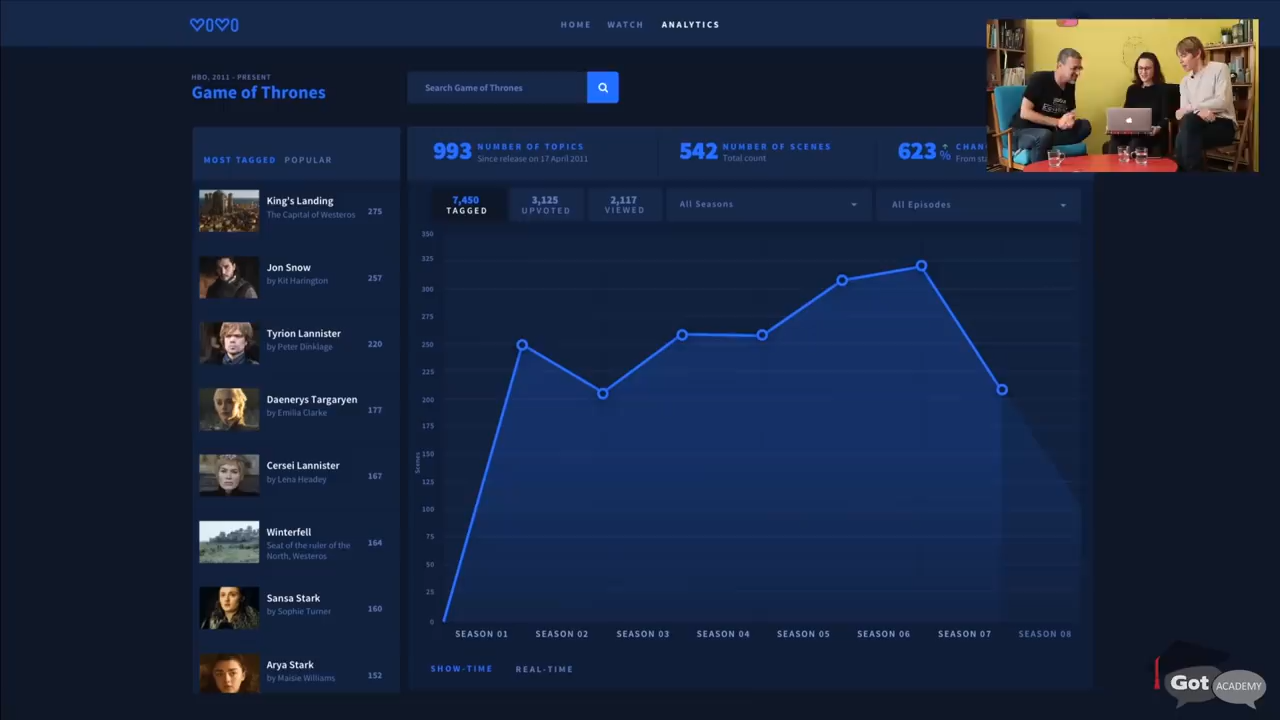 HOME WATCH ANALYTICS
HBO, 2011 - PRESENT
Game of Thrones
Search Game of Thrones
MOST TAGGED POPULAR
King's Landing
The Capital of Westeros
275
Jon Snow
by Kit Harington
257
Tyrion Lannister
by Peter Dinklage
220
Daenerys Targaryen
by Emilia Clarke
177
Cersei Lannister
by Lena Headey
167
Winterfell
Seat of the ruler of the
North, Westeros
164
Sansa Stark
by Sophie Turner
160
Arya Stark
by Maisie Williams
152
993 NUMBER OF TOPICS
Since release on 17 April 2011
542 NUMBER OF SCENES
Total count
623 %
7,450
TAGGED
3,125
UPVOTED
2,117
VIEWED
All Seasons
All Episodes
350
325
300
275
250
225
200
175
150
125
100
75
50
25
0
Scenes
SEASON 01 SEASON 02 SEASON 03 SEASON 04 SEASON 05 SEASON 06 SEASON 07 SEASON 08
SHOW-TIME REAL-TIME
Got ACADEMY